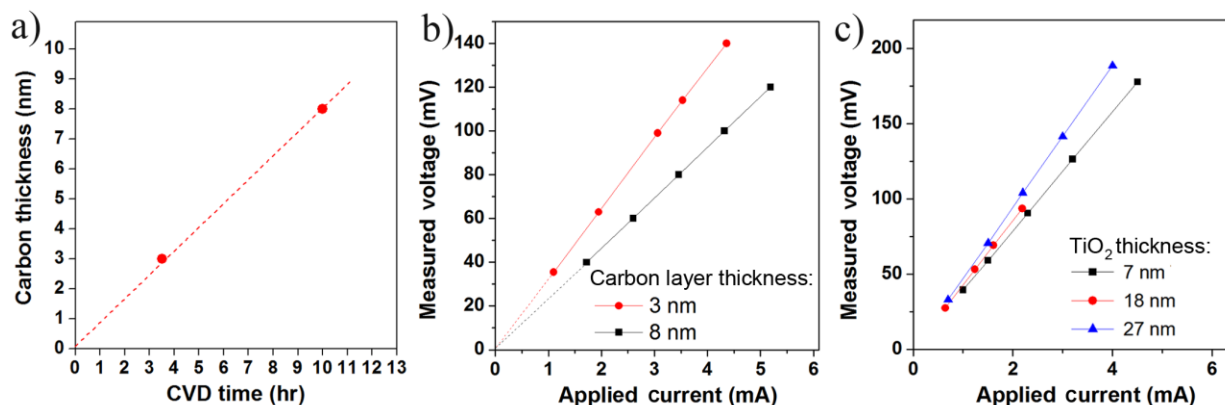 a)
Carbon thickness (nm)
10
9
8
7
6
5
4
3
2
1
0
0 1 2 3 4 5 6 7 8 9 10 11 12 13
CVD time (hr)
b)
Measured voltage (mV)
140
120
100
80
60
40
20
0
Carbon layer thickness:
3 nm
8 nm
0 1 2 3 4 5 6
Applied current (mA)
c)
Measured voltage (mV)
200
150
100
50
0
TiO₂ thickness:
7 nm
18 nm
27 nm
0 2 4 6
Applied current (mA)